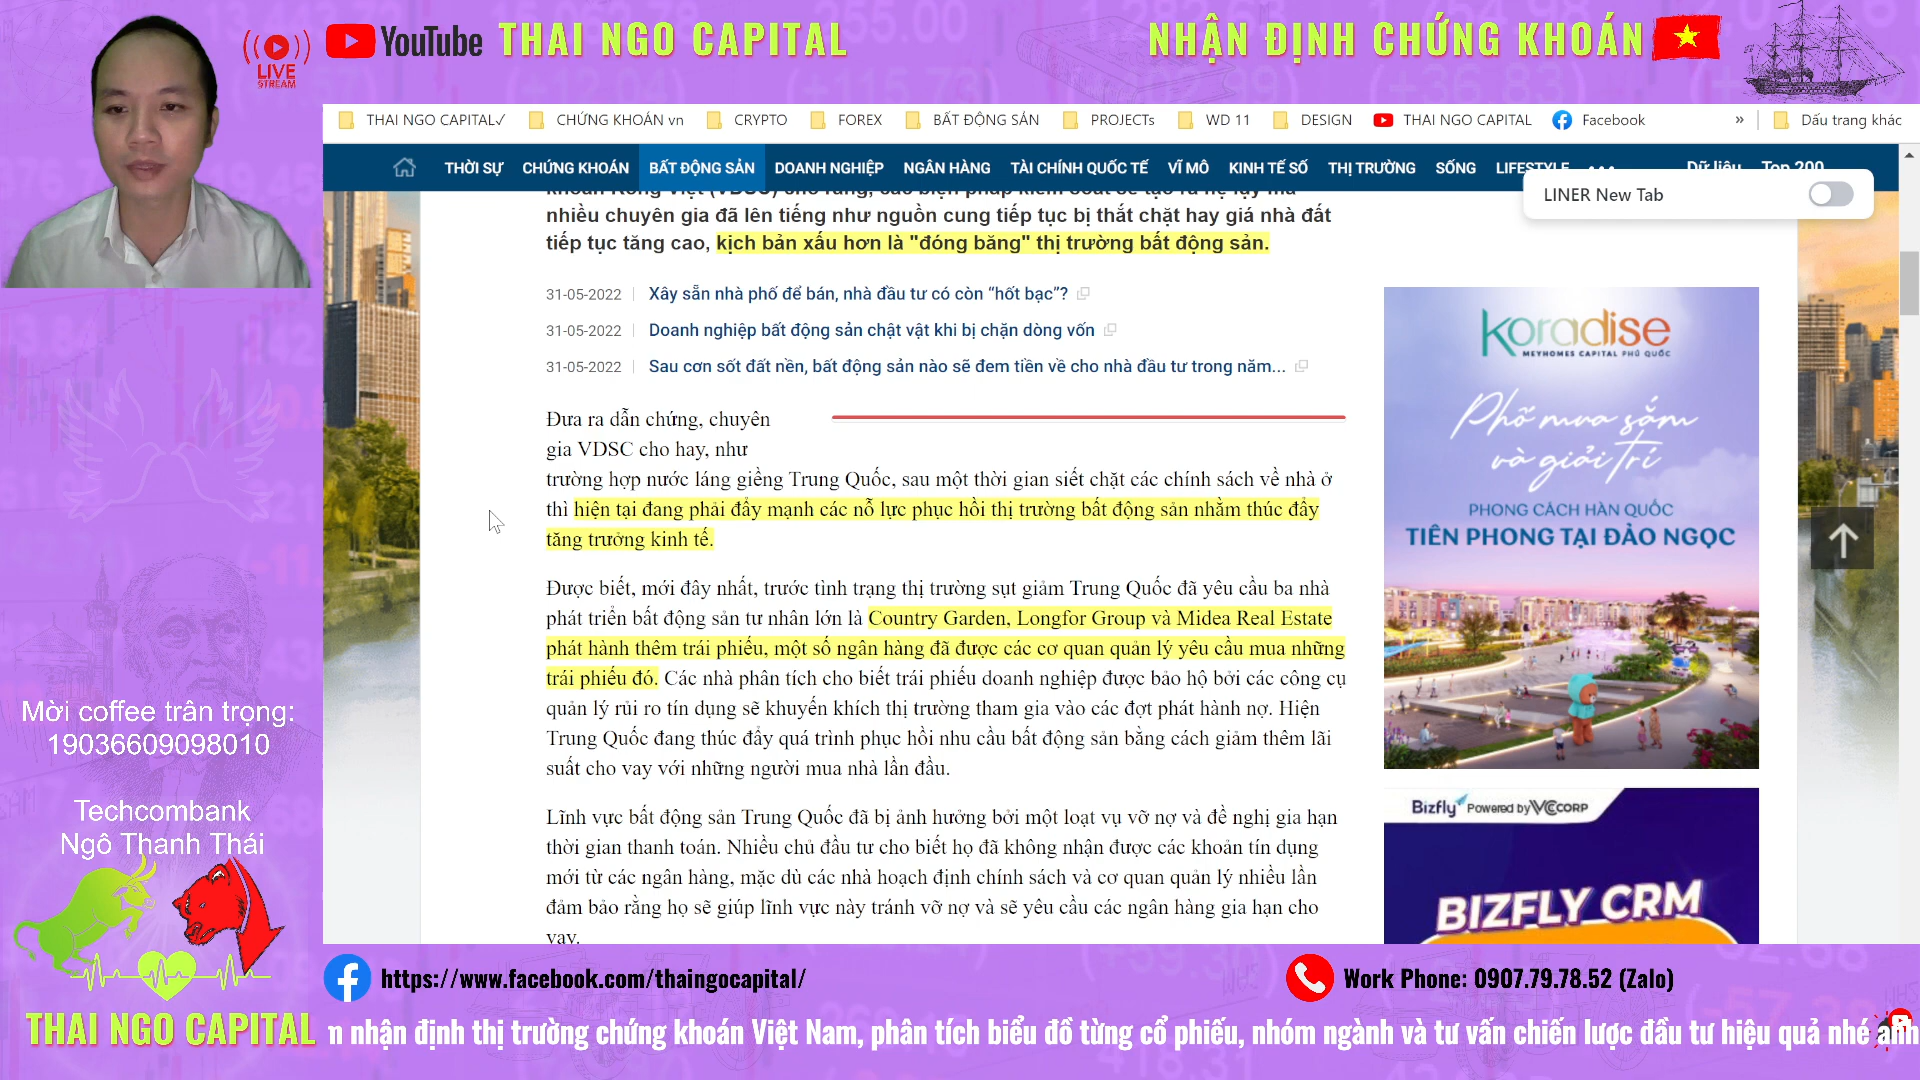 LIVE
STREAM
YouTube THAI NGO CAPITAL
NHẬN ĐỊNH CHỨNG KHOÁN
THAI NGO CAPITAL✓ CHỨNG KHOÁN vn CRYPTO FOREX BẤT ĐỘNG SẢN PROJECTs WD 11 DESIGN THAI NGO CAPITAL Facebook » Dấu trang khác
THỜI SỰ CHỨNG KHOÁN BẤT ĐỘNG SẢN DOANH NGHIỆP NGÂN HÀNG TÀI CHÍNH QUỐC TẾ VĨ MÔ KINH TẾ SỐ THỊ TRƯỜNG SỐNG LIFESTYLE Dữ liệu Top 200
LINER New Tab
nhiều chuyên gia đã lên tiếng như nguồn cung tiếp tục bị thắt chặt hay giá nhà đất
tiếp tục tăng cao, kịch bản xấu hơn là "đóng băng" thị trường bất động sản.
31-05-2022 Xây sẵn nhà phố để bán, nhà đầu tư có còn “hốt bạc”?
31-05-2022 Doanh nghiệp bất động sản chật vật khi bị chặn dòng vốn
31-05-2022 Sau cơn sốt đất nền, bất động sản nào sẽ đem tiền về cho nhà đầu tư trong năm...
Đưa ra dẫn chứng, chuyên
gia VDSC cho hay, như
trường hợp nước láng giềng Trung Quốc, sau một thời gian siết chặt các chính sách về nhà ở
thì hiện tại đang phải đẩy mạnh các nỗ lực phục hồi thị trường bất động sản nhằm thúc đẩy
tăng trưởng kinh tế.
Được biết, mới đây nhất, trước tình trạng thị trường sụt giảm Trung Quốc đã yêu cầu ba nhà
phát triển bất động sản tư nhân lớn là Country Garden, Longfor Group và Midea Real Estate
phát hành thêm trái phiếu, một số ngân hàng đã được các cơ quan quản lý yêu cầu mua những
trái phiếu đó. Các nhà phân tích cho biết trái phiếu doanh nghiệp được bảo hộ bởi các công cụ
quản lý rủi ro tín dụng sẽ khuyến khích thị trường tham gia vào các đợt phát hành nợ. Hiện
Trung Quốc đang thúc đẩy quá trình phục hồi nhu cầu bất động sản bằng cách giảm thêm lãi
suất cho vay với những người mua nhà lần đầu.
Lĩnh vực bất động sản Trung Quốc đã bị ảnh hưởng bởi một loạt vụ vỡ nợ và đề nghị gia hạn
thời gian thanh toán. Nhiều chủ đầu tư cho biết họ đã không nhận được các khoản tín dụng
mới từ các ngân hàng, mặc dù các nhà hoạch định chính sách và cơ quan quản lý nhiều lần
đảm bảo rằng họ sẽ giúp lĩnh vực này tránh vỡ nợ và sẽ yêu cầu các ngân hàng gia hạn cho
vay.
Koradise
MEYHOMES CAPITAL PHÚ QUỐC
Phố mua sắm
và giải trí
PHONG CÁCH HÀN QUỐC
TIÊN PHONG TẠI ĐẢO NGỌC
Bizfly Powered by VCCORP
BIZFLY CRM
Mời coffee trân trọng:
19036609098010
Techcombank
Ngô Thanh Thái
THAI NGO CAPITAL
https://www.facebook.com/thaingocapital/
Work Phone: 0907.79.78.52 (Zalo)
nhận định thị trường chứng khoán Việt Nam, phân tích biểu đồ từng cổ phiếu, nhóm ngành và tư vấn chiến lược đầu tư hiệu quả nhé